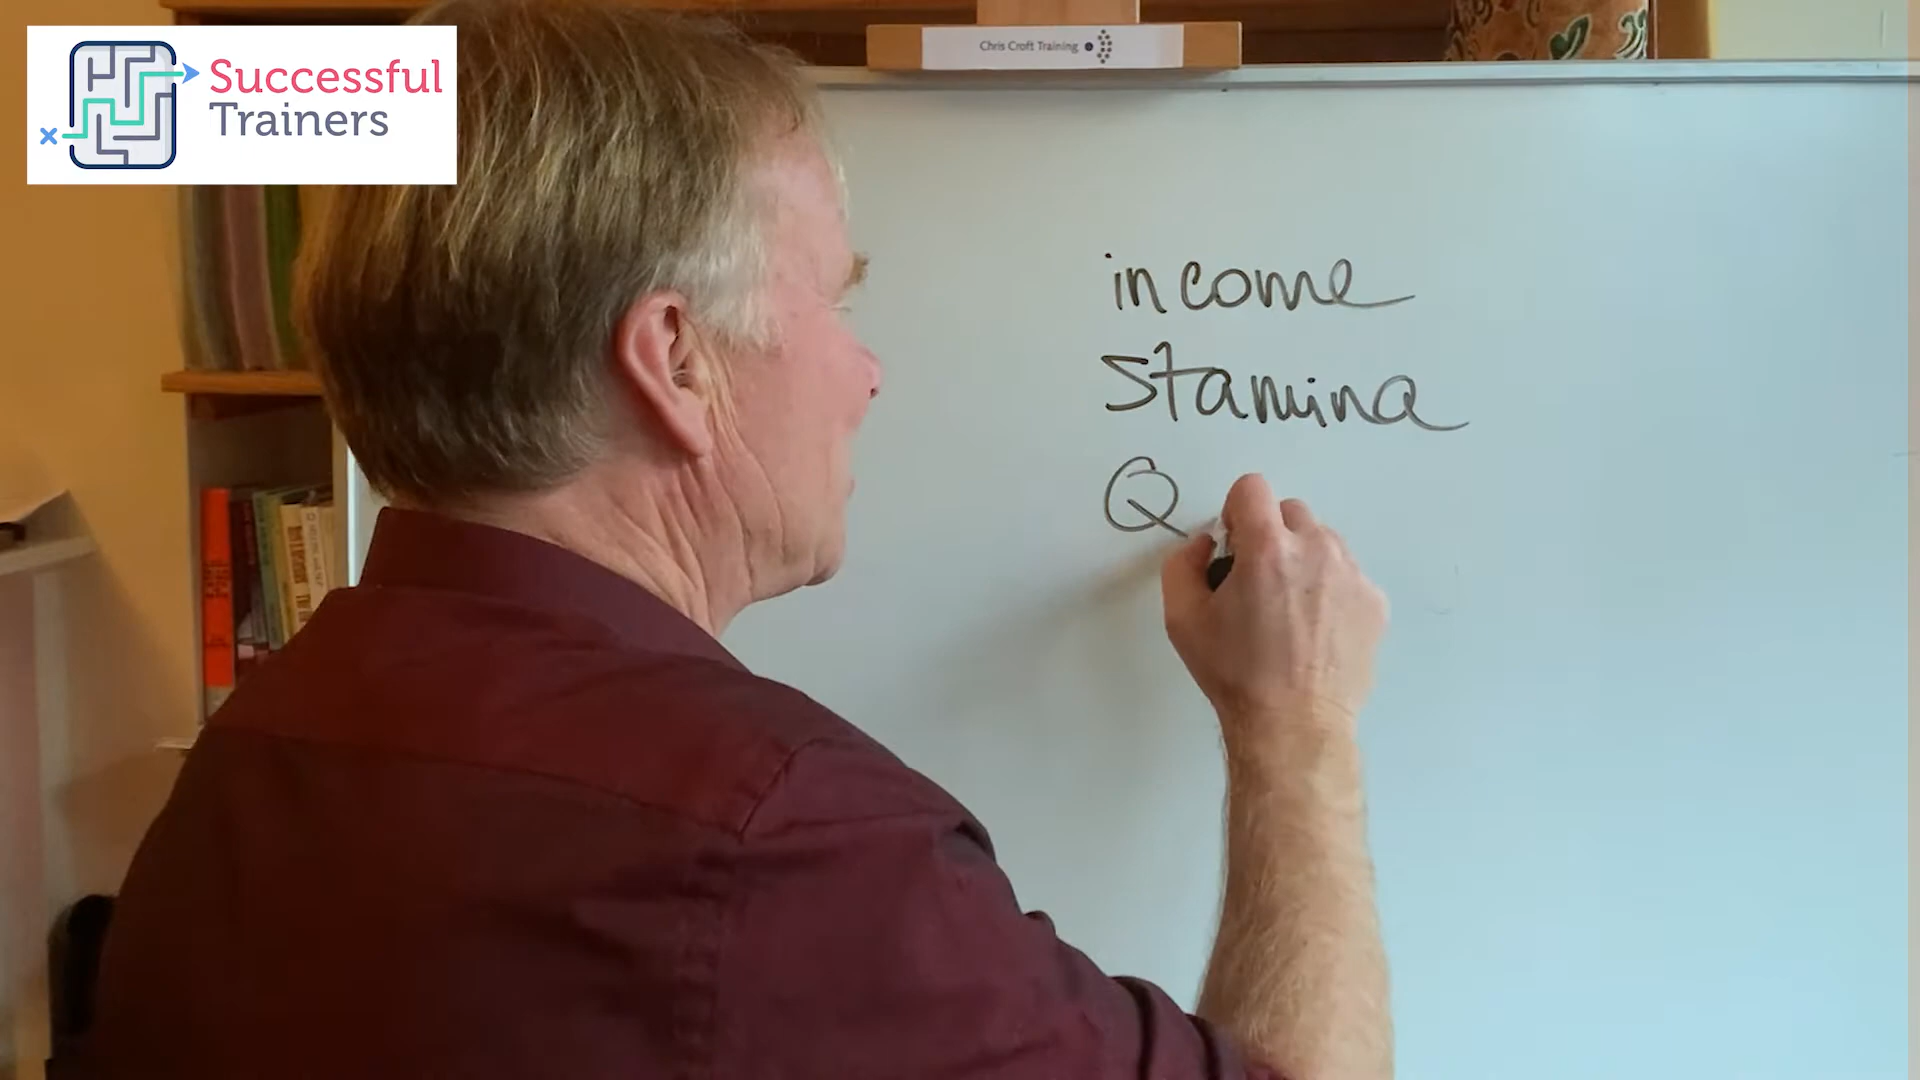 Successful
Trainers
Chris Croft Training
income
Stamina
Q